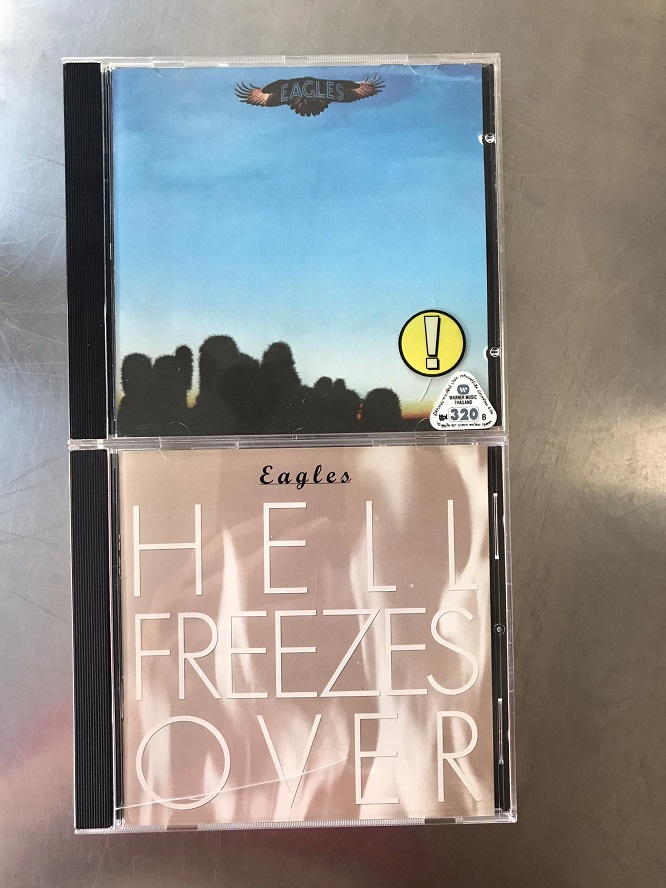 EAGLES
!
WARNER MUSIC
THAILAND
320 B
Eagles
HELL
FREEZES
OVER